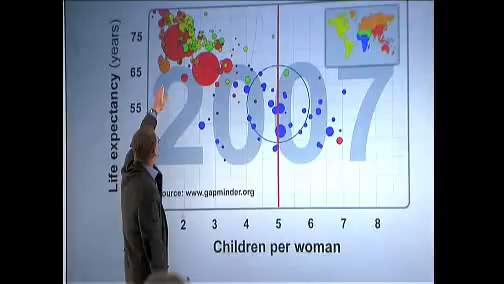 Life expectancy (years)
75
65
55
2007
ource: www.gapminder.org
2 3 4 5 6 7 8
Children per woman